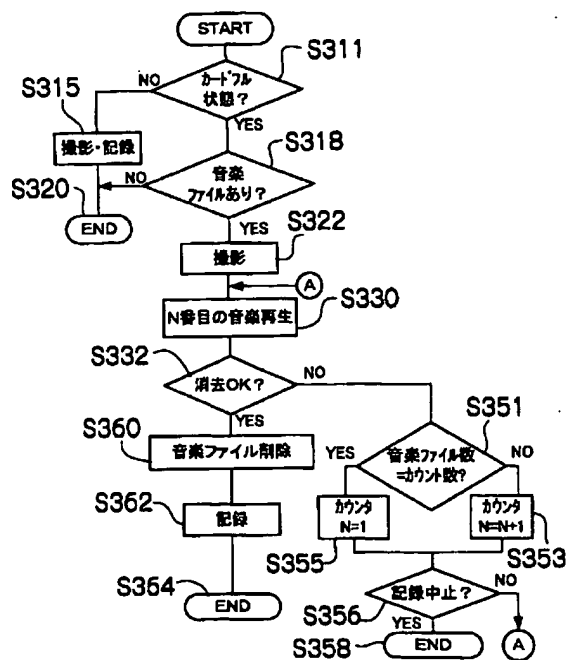 START
S311
カードフル
状態？
NO
YES
S315
撮影・記録
S318
音楽
ファイルあり？
NO
YES
S320
END
S322
撮影
A
S330
N番目の音楽再生
S332
消去OK？
NO
YES
S351
音楽ファイル数
=カウント数？
YES
NO
S360
音楽ファイル削除
カウンタ
N=1
S355
カウンタ
N=N+1
S353
S362
記録
S356
記録中止？
NO
YES
S364
END
S358
END
A